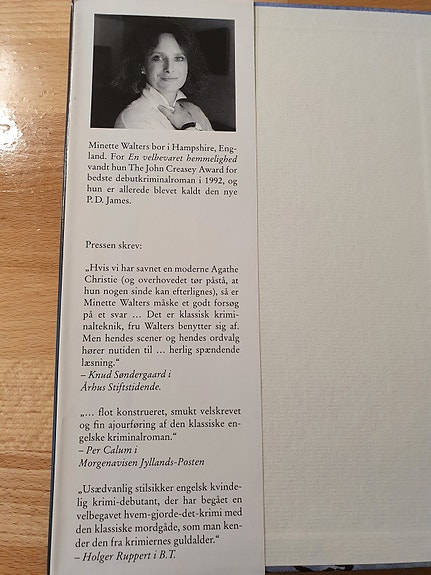 Minette Walters bor i Hampshire, Eng-
land. For En velbevaret hemmelighed
vandt hun The John Creasey Award for
bedste debutkriminalroman i 1992, og
hun er allerede blevet kaldt den nye
P.D. James.
Pressen skrev:
„Hvis vi har savnet en moderne Agathe
Christie (og overhovedet tør påstå, at
hun nogen sinde kan efterlignes), så er
Minette Walters måske et godt forsøg
på et svar ... Det er klassisk krimi-
nalteknik, fru Walters benytter sig af.
Men hendes scener og hendes ordvalg
hører nutiden til ... herlig spændende
læsning.“
– Knud Søndergaard i
Århus Stiftstidende.
„... flot konstrueret, smukt velskrevet
og fin ajourføring af den klassiske en-
gelske kriminalroman.“
– Per Calum i
Morgenavisen Jyllands-Posten
„Usædvanlig stilsikker engelsk kvinde-
lig krimi-debutant, der har begået en
velbegavet hvem-gjorde-det-krimi med
den klassiske mordgåde, som man ken-
der den fra krimiernes guldalder.“
– Holger Ruppert i B.T.